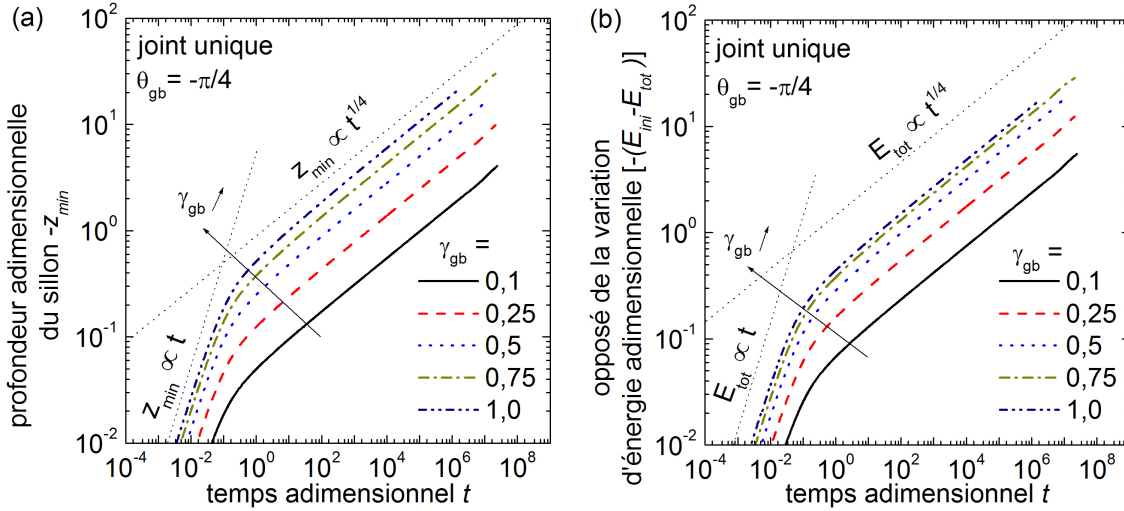 (a)
joint unique
θgb = -π/4
profondeur adimensionnelle
du sillon -zmin
10²
10¹
10⁰
10⁻¹
10⁻²
zmin ∝ t
zmin ∝ t¹/⁴
γgb
γgb =
0,1
0,25
0,5
0,75
1,0
10⁻⁴ 10⁻² 10⁰ 10² 10⁴ 10⁶ 10⁸
temps adimensionnel t
(b)
joint unique
θgb = -π/4
opposé de la variation
d'énergie adimensionnelle [-(Eini-Etot)]
10²
10¹
10⁰
10⁻¹
10⁻²
Etot ∝ t
Etot ∝ t¹/⁴
γgb
γgb =
0,1
0,25
0,5
0,75
1,0
10⁻⁴ 10⁻² 10⁰ 10² 10⁴ 10⁶ 10⁸
temps adimensionnel t